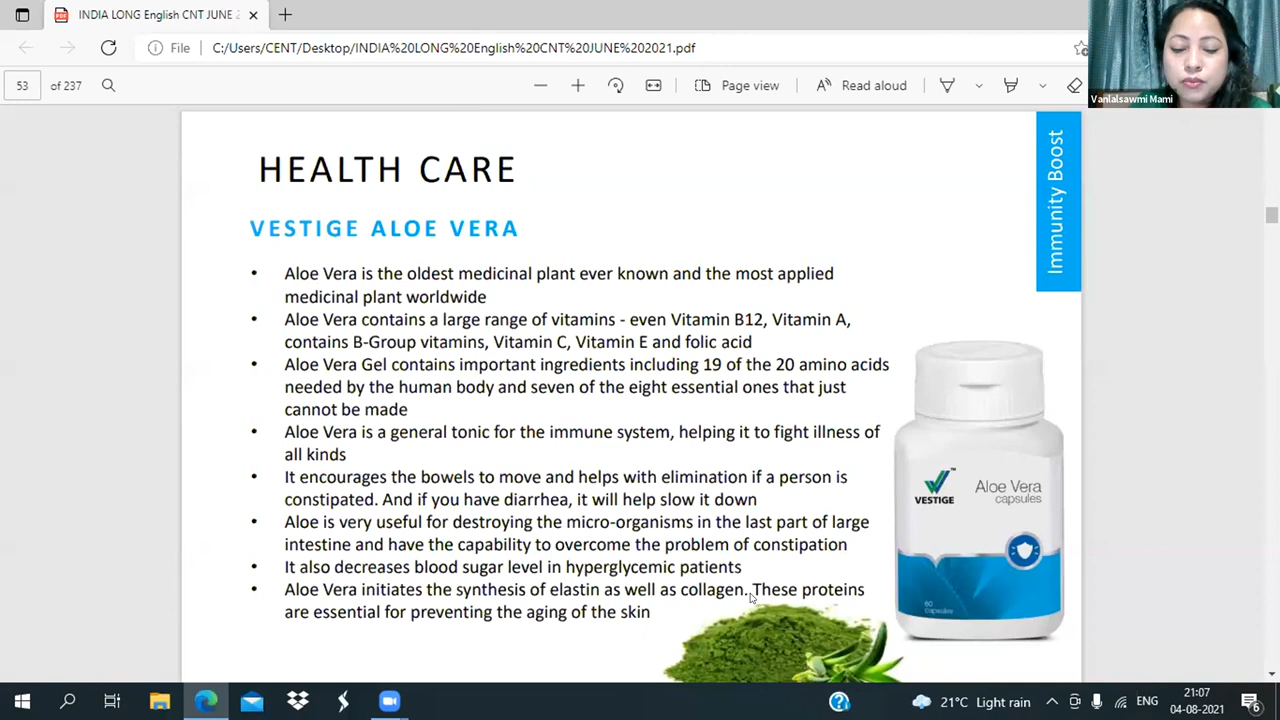 INDIA LONG English CNT JUNE 2
File
C:/Users/CENT/Desktop/INDIA%20LONG%20English%20CNT%20JUNE%202021.pdf
53
of 237
Page view
Read aloud
Vanlalsawmi Mami
HEALTH CARE
Immunity Boost
VESTIGE ALOE VERA
• Aloe Vera is the oldest medicinal plant ever known and the most applied
medicinal plant worldwide
• Aloe Vera contains a large range of vitamins - even Vitamin B12, Vitamin A,
contains B-Group vitamins, Vitamin C, Vitamin E and folic acid
• Aloe Vera Gel contains important ingredients including 19 of the 20 amino acids
needed by the human body and seven of the eight essential ones that just
cannot be made
• Aloe Vera is a general tonic for the immune system, helping it to fight illness of
all kinds
• It encourages the bowels to move and helps with elimination if a person is
constipated. And if you have diarrhea, it will help slow it down
• Aloe is very useful for destroying the micro-organisms in the last part of large
intestine and have the capability to overcome the problem of constipation
• It also decreases blood sugar level in hyperglycemic patients
• Aloe Vera initiates the synthesis of elastin as well as collagen. These proteins
are essential for preventing the aging of the skin
VESTIGE
Aloe Vera
capsules
60
capsules
21°C Light rain
ENG
21:07
04-08-2021
6